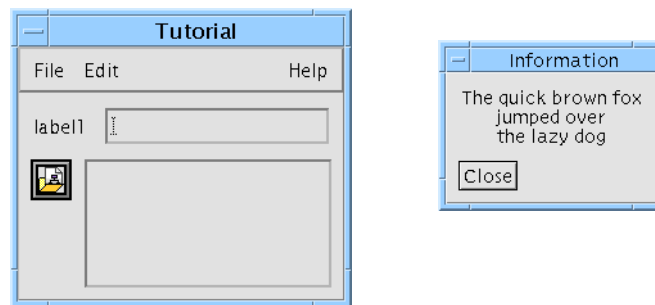 Tutorial
File Edit Help
label1
Information
The quick brown fox
jumped over
the lazy dog
Close